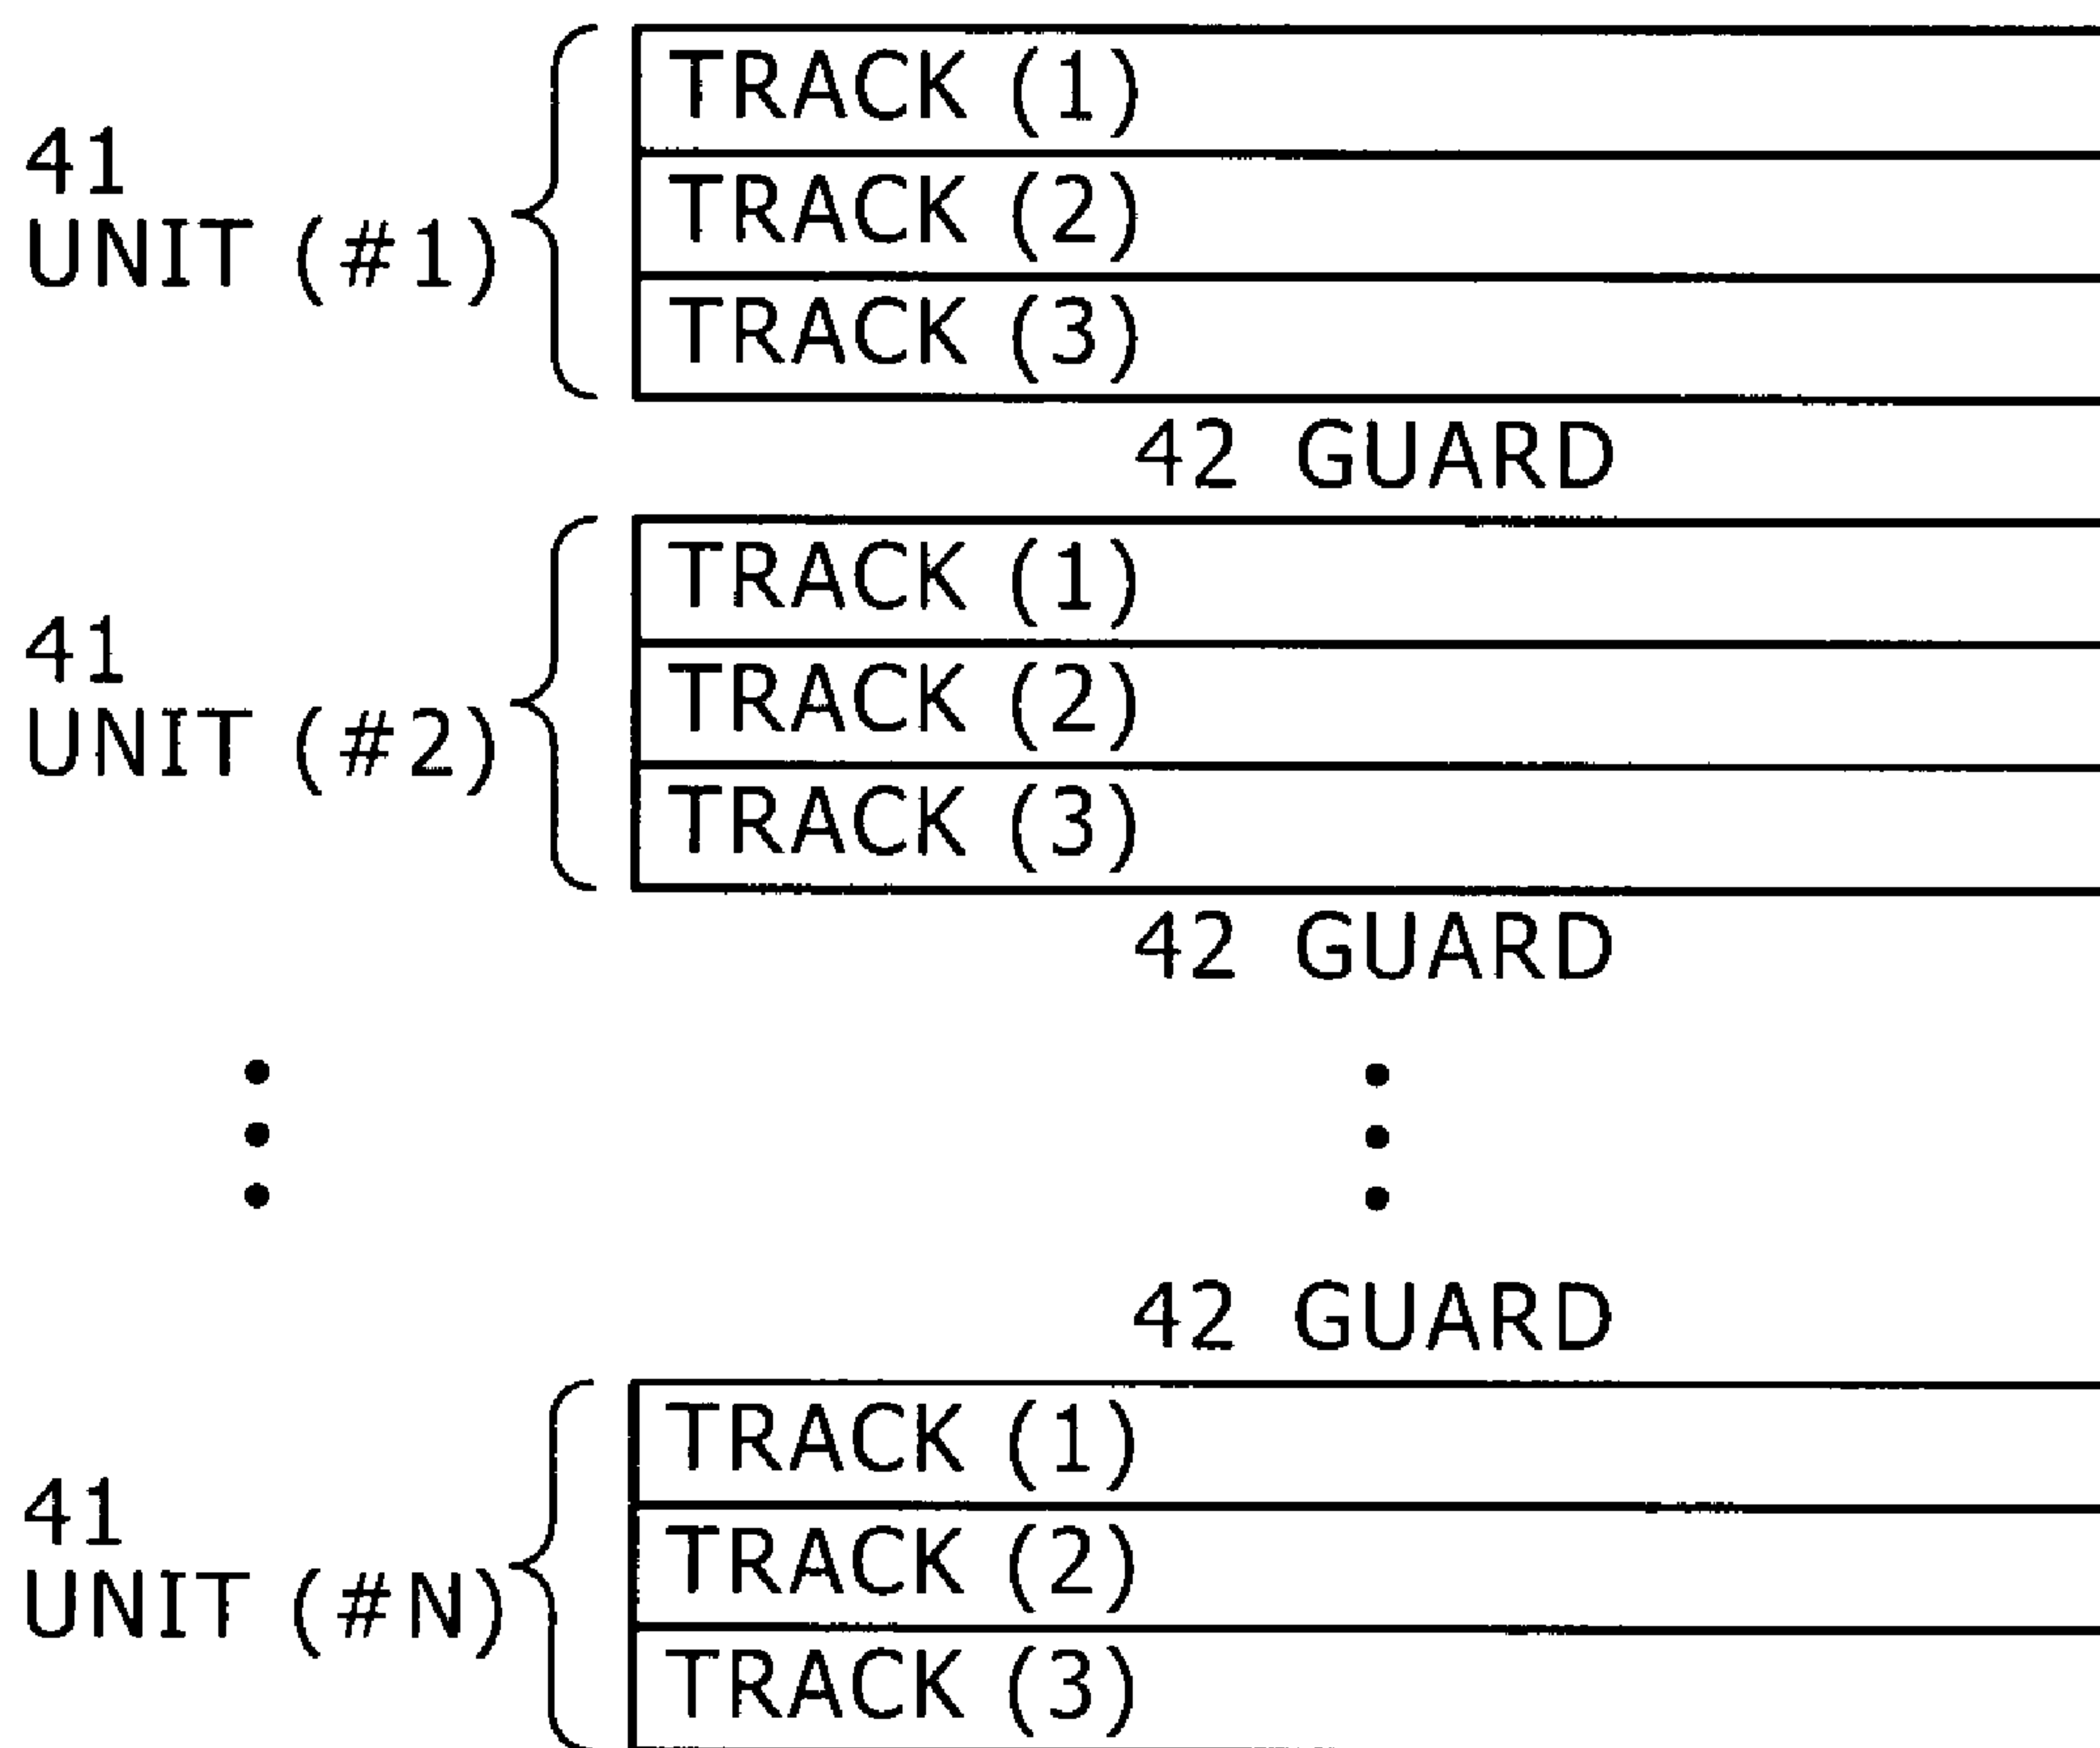 TRACK (1)
41
UNIT (#1)
TRACK (2)
TRACK (3)
42 GUARD
TRACK (1)
41
UNIT (#2)
TRACK (2)
TRACK (3)
42 GUARD
42 GUARD
TRACK (1)
41
UNIT (#N)
TRACK (2)
TRACK (3)